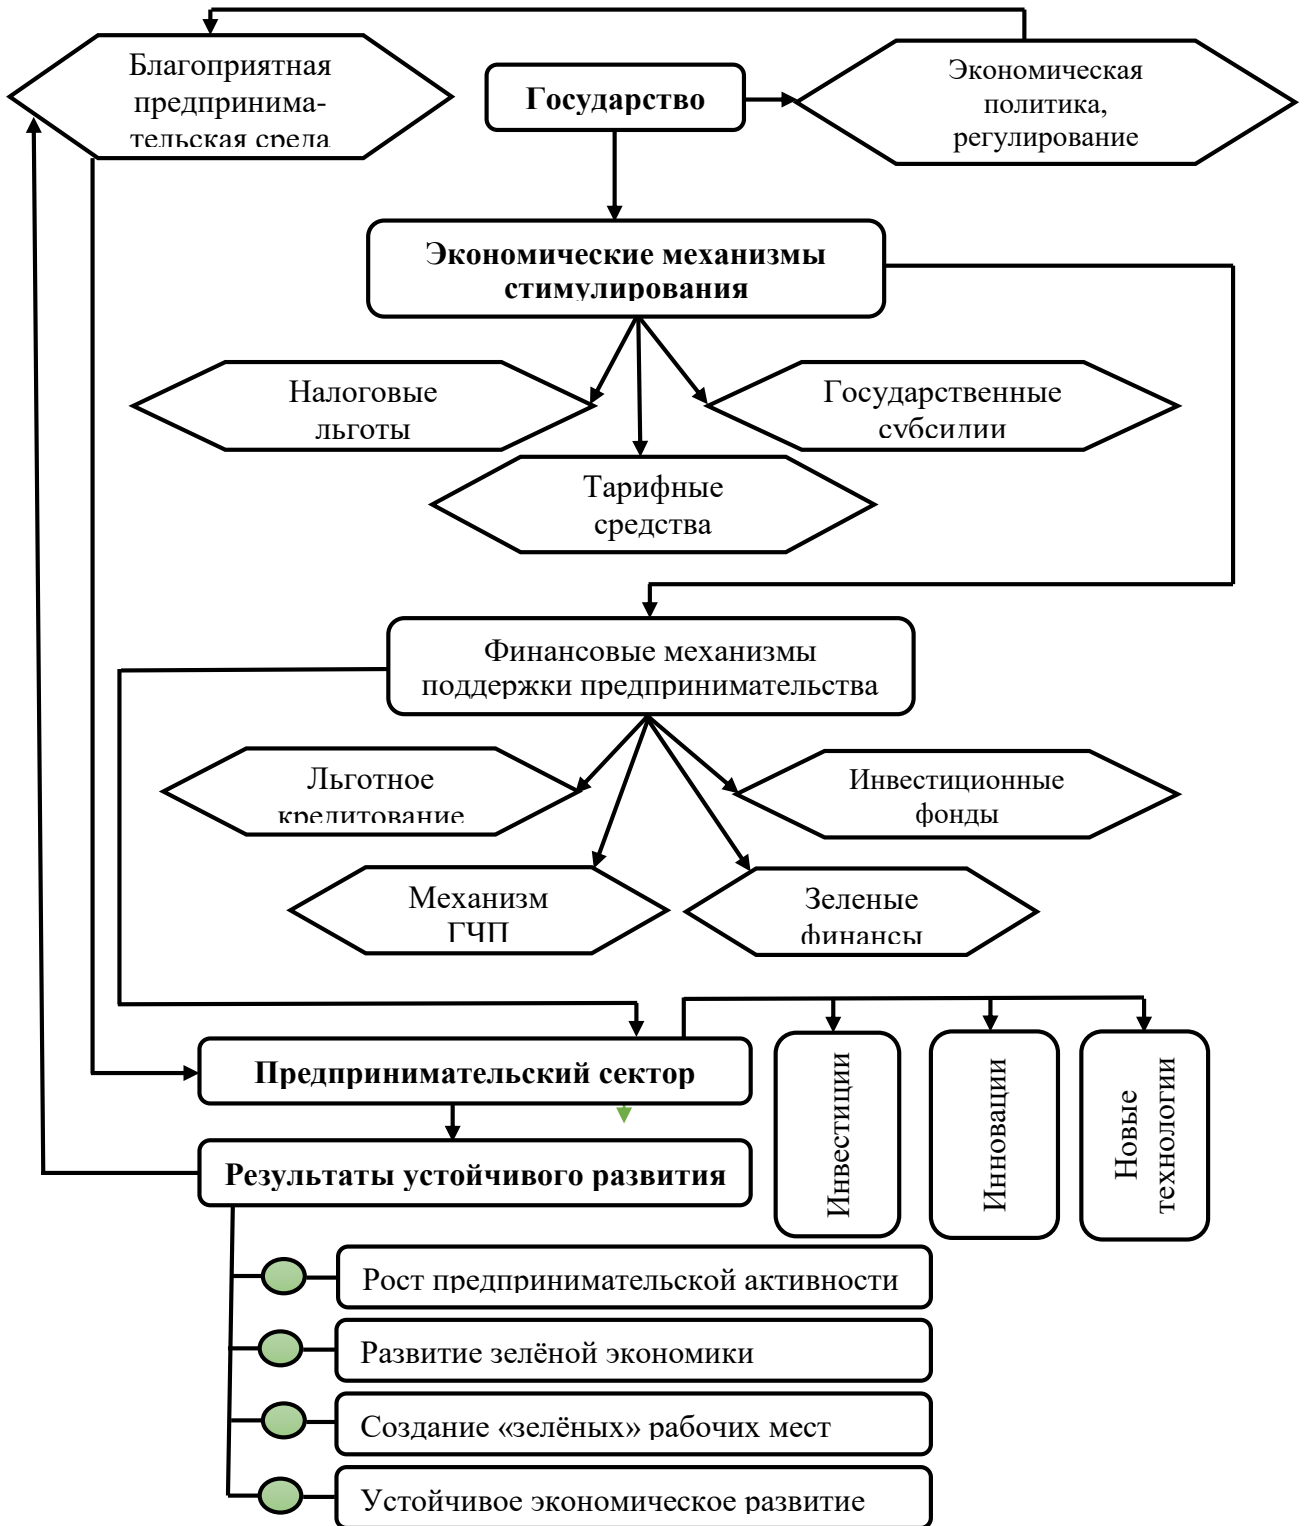 Благоприятная
предпринима-
тельская среда
Государство
Экономическая
политика,
регулирование
Экономические механизмы
стимулирования
Налоговые
льготы
Государственные
субсидии
Тарифные
средства
Финансовые механизмы
поддержки предпринимательства
Льготное
кредитование
Инвестиционные
фонды
Механизм
ГЧП
Зеленые
финансы
Предпринимательский сектор
Инвестиции
Инновации
Новые
технологии
Результаты устойчивого развития
Рост предпринимательской активности
Развитие зелёной экономики
Создание «зелёных» рабочих мест
Устойчивое экономическое развитие